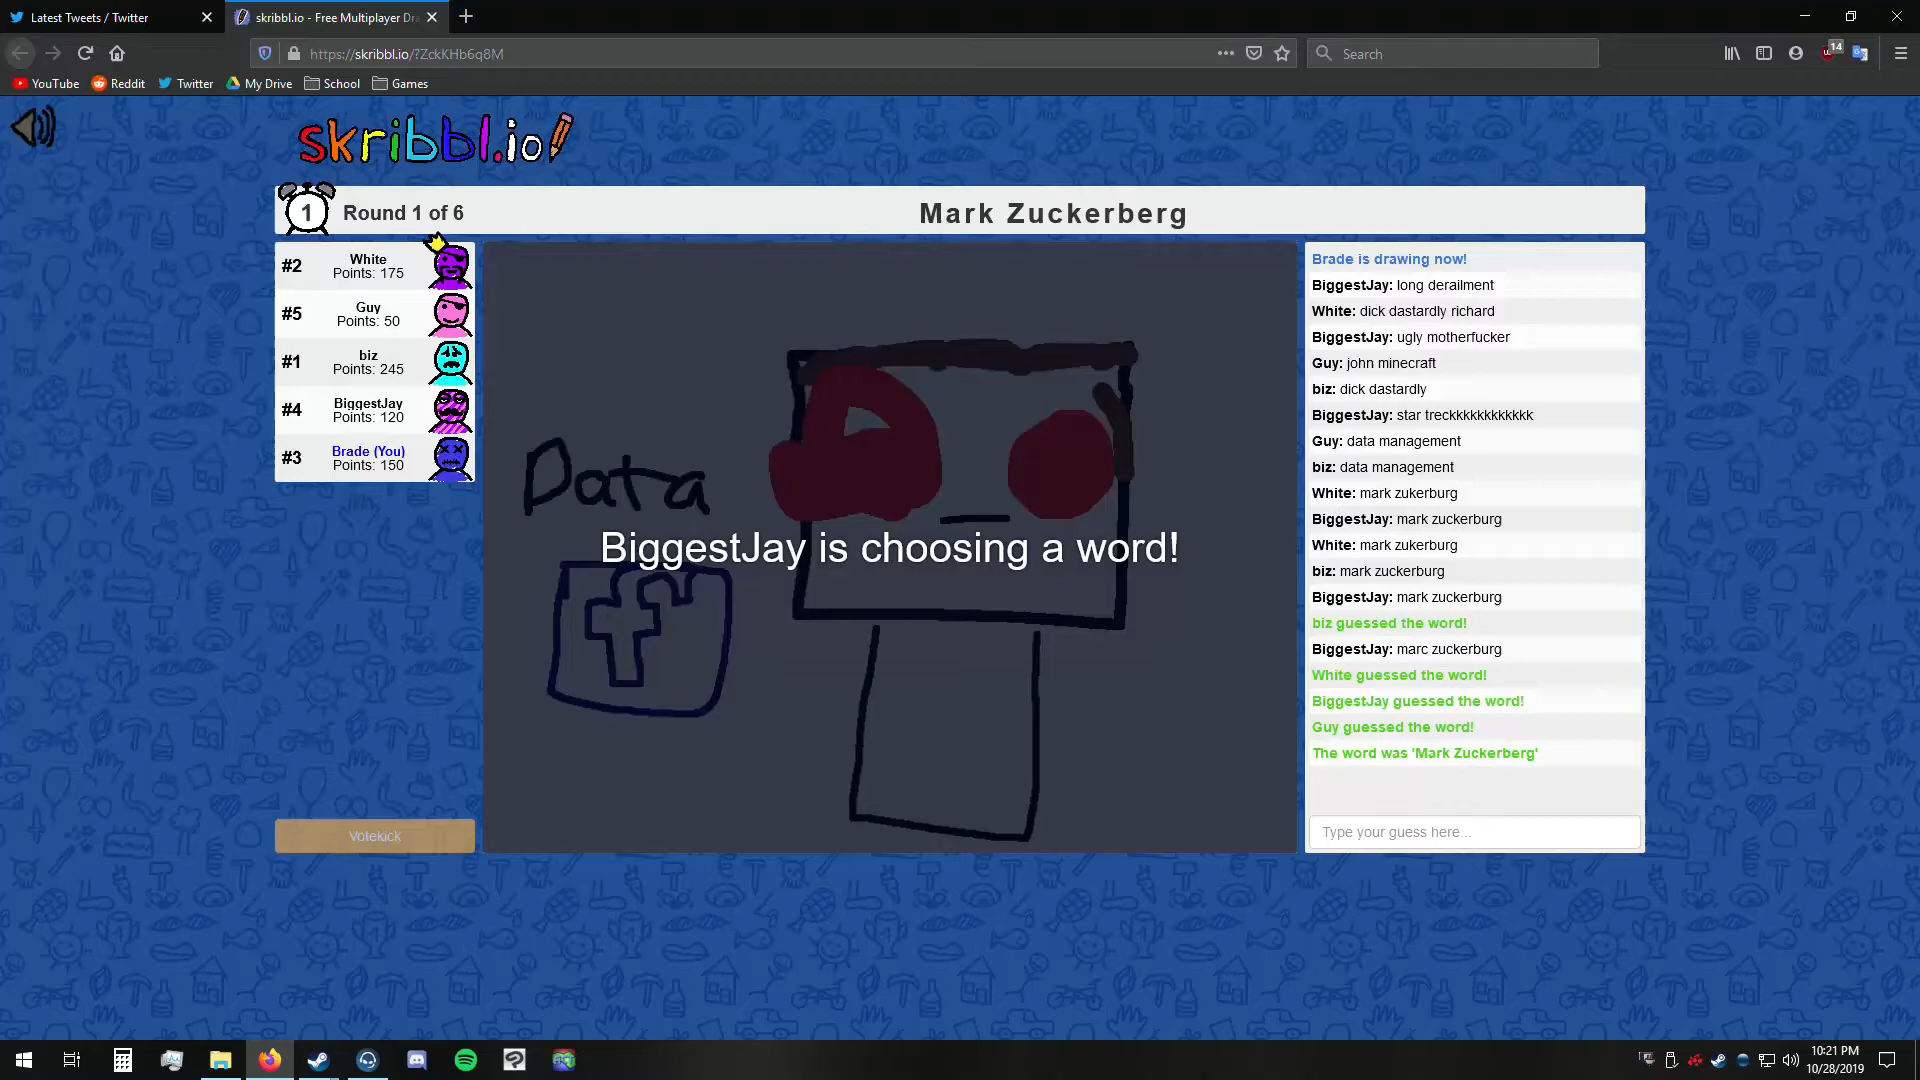 Latest Tweets / Twitter
skribbl.io - Free Multiplayer Dra
https://skribbl.io/?ZckKHb6q8M
Search
14
YouTube
Reddit
Twitter
My Drive
School
Games
skribbl.io
1
Round 1 of 6
Mark Zuckerberg
#2
White
Points: 175
#5
Guy
Points: 50
#1
biz
Points: 245
#4
BiggestJay
Points: 120
#3
Brade (You)
Points: 150
Votekick
Data
f
BiggestJay is choosing a word!
Brade is drawing now!
BiggestJay: long derailment
White: dick dastardly richard
BiggestJay: ugly motherfucker
Guy: john minecraft
biz: dick dastardly
BiggestJay: star treckkkkkkkkkkkk
Guy: data management
biz: data management
White: mark zukerburg
BiggestJay: mark zuckerburg
White: mark zukerburg
biz: mark zuckerburg
BiggestJay: mark zuckerburg
biz guessed the word!
BiggestJay: marc zuckerburg
White guessed the word!
BiggestJay guessed the word!
Guy guessed the word!
The word was 'Mark Zuckerberg'
Type your guess here...
10:21 PM
10/28/2019